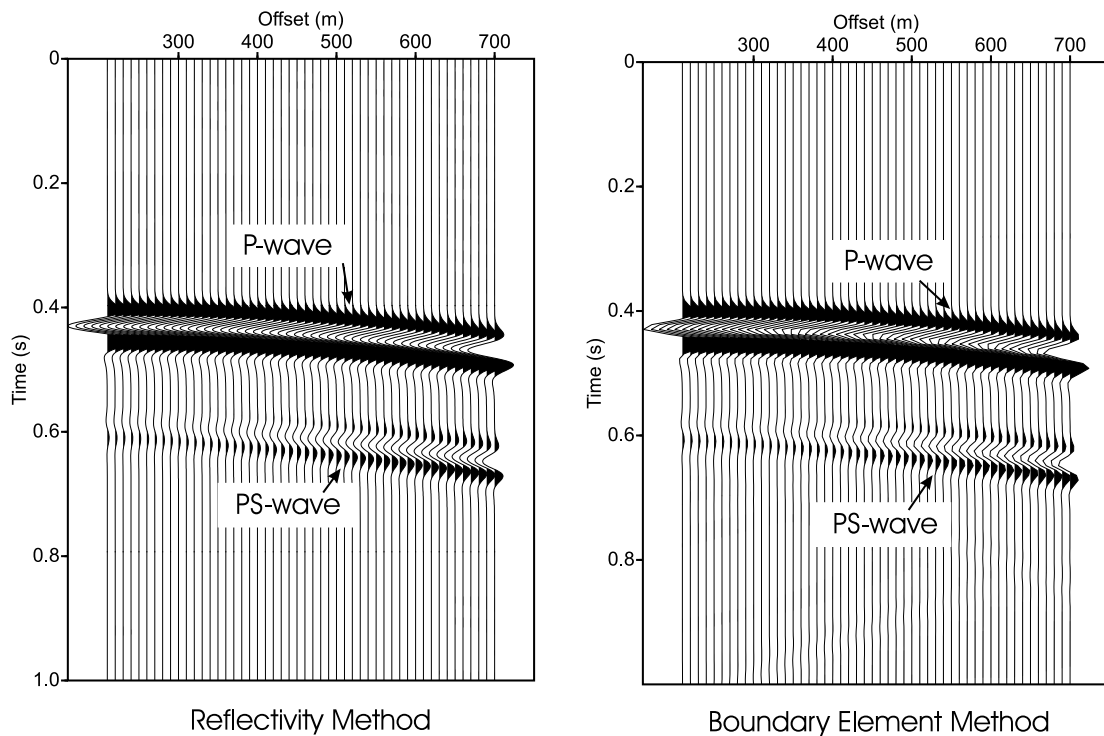 Offset (m)
300 400 500 600 700
0
0.2
0.4
0.6
0.8
1.0
Time (s)
P-wave
PS-wave
Reflectivity Method
Offset (m)
300 400 500 600 700
0
0.2
0.4
0.6
0.8
Time (s)
P-wave
PS-wave
Boundary Element Method